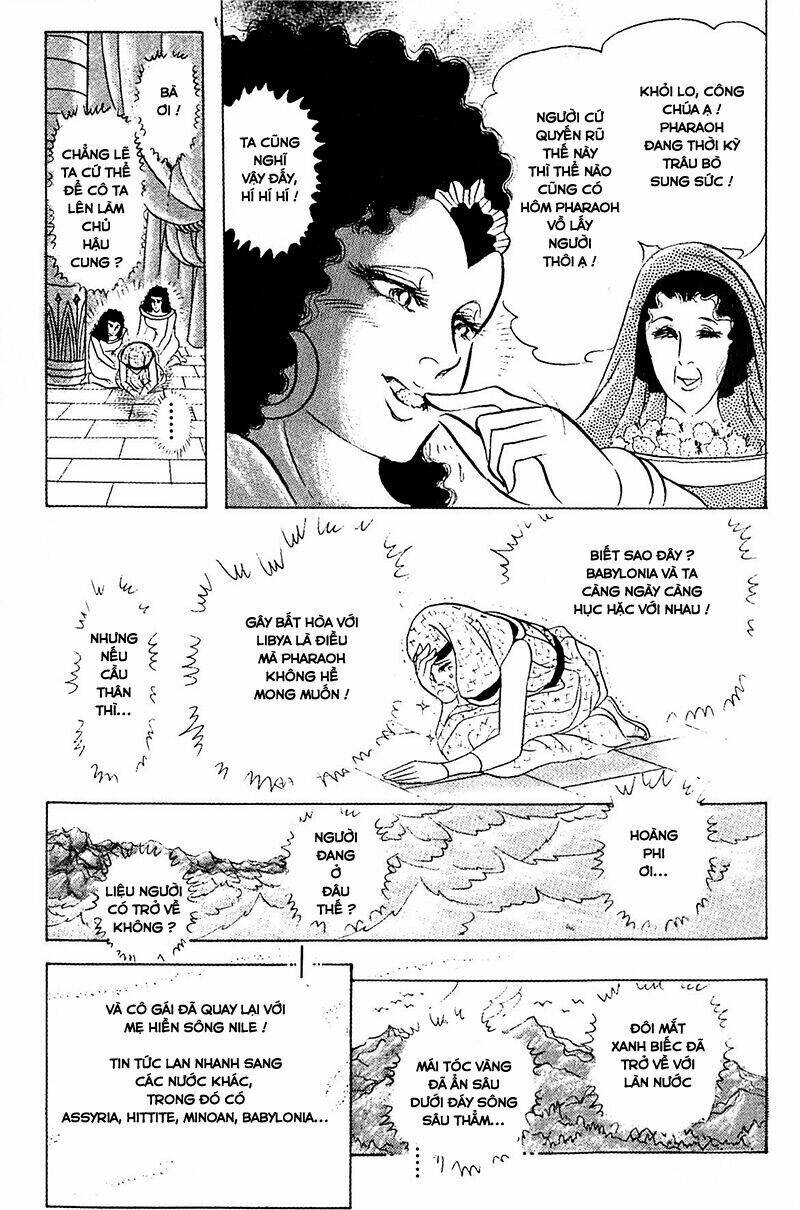 KHỎI LO, CÔNG
CHÚA Ạ !
PHARAOH
ĐANG THỜI KỲ
TRÂU BÒ
SUNG SỨC !
NGƯỜI CỨ
QUYẾN RŨ
THẾ NÀY
THÌ THỂ NÀO
CŨNG CÓ
HÔM PHARAOH
VỒ LẤY
NGƯỜI
THÔI Ạ !
TA CŨNG
NGHĨ
VẬY ĐẤY,
HÍ HÍ HÍ !
BÀ
ƠI !
CHẲNG LẼ
TA CỨ THẾ
ĐỂ CÔ TA
LÊN LÀM
CHỦ
HẬU
CUNG ?
......
BIẾT SAO ĐÂY ?
BABYLONIA VÀ TA
CÀNG NGÀY CÀNG
HỤC HẶC VỚI NHAU !
GÂY BẤT HÒA VỚI
LIBYA LÀ ĐIỀU
MÀ PHARAOH
KHÔNG HỀ
MONG MUỐN !
NHƯNG
NẾU
CẦU
THÂN
THÌ...
HOÀNG
PHI
ƠI...
NGƯỜI
ĐANG
Ở
ĐÂU
THẾ ?
LIỆU NGƯỜI
CÓ TRỞ VỀ
KHÔNG ?
ĐÔI MẮT
XANH BIẾC ĐÃ
TRỞ VỀ VỚI
LÀN NƯỚC
MÁI TÓC VÀNG
ĐÃ ẨN SÂU
DƯỚI ĐÁY SÔNG
SÂU THẲM...
......
VÀ CÔ GÁI ĐÃ QUAY LẠI VỚI
MẸ HIỀN SÔNG NILE !
TIN TỨC LAN NHANH SANG
CÁC NƯỚC KHÁC,
TRONG ĐÓ CÓ
ASSYRIA, HITTITE, MINOAN, BABYLONIA...